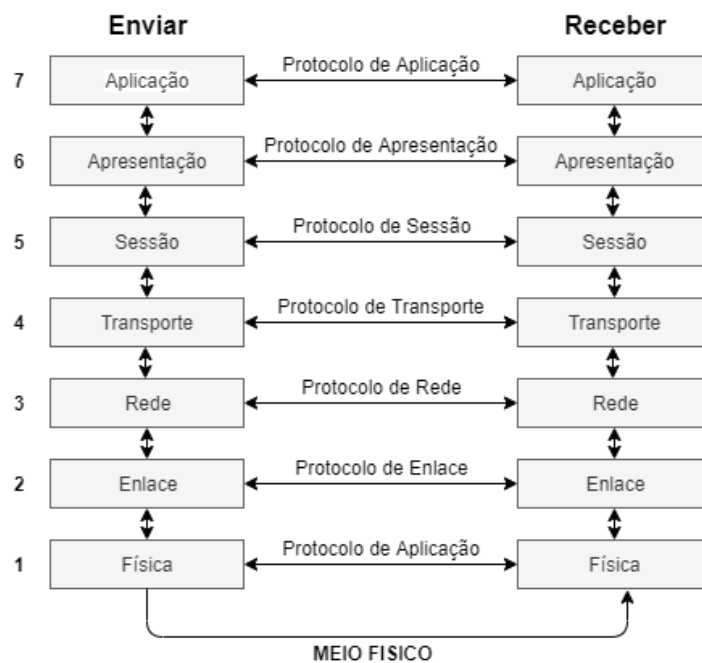 Enviar Receber
7 Aplicação Protocolo de Aplicação Aplicação
6 Apresentação Protocolo de Apresentação Apresentação
5 Sessão Protocolo de Sessão Sessão
4 Transporte Protocolo de Transporte Transporte
3 Rede Protocolo de Rede Rede
2 Enlace Protocolo de Enlace Enlace
1 Física Protocolo de Aplicação Física
MEIO FISICO